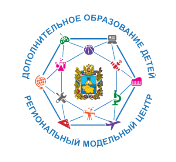 ДОПОЛНИТЕЛЬНОЕ ОБРАЗОВАНИЕ ДЕТЕЙ
РЕГИОНАЛЬНЫЙ МОДЕЛЬНЫЙ ЦЕНТР